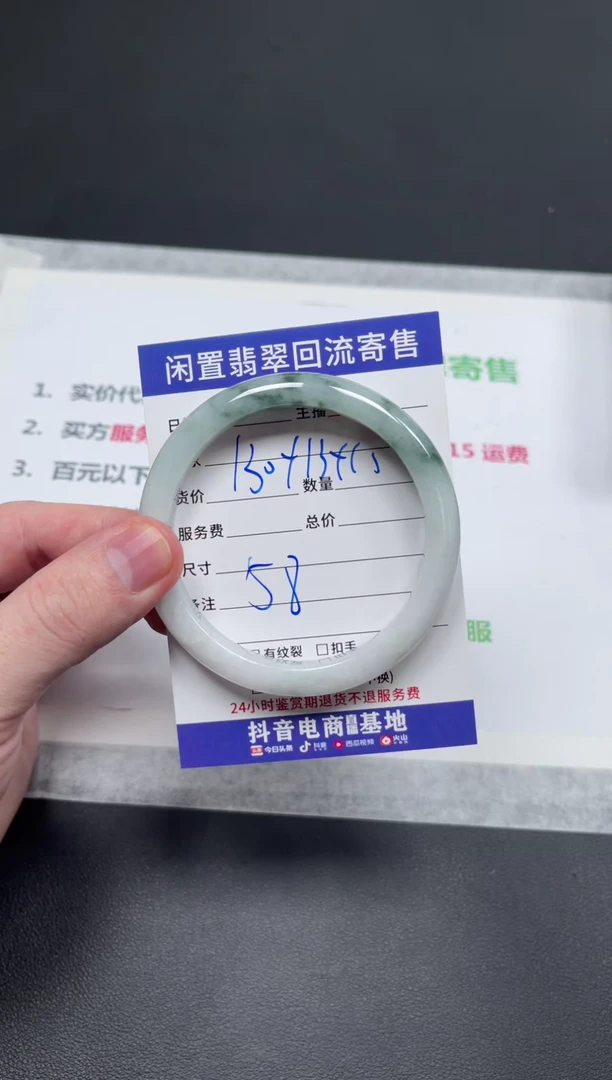 闲置翡翠回流寄售
寄售
1. 实价代
主播
2. 买方服务
15 运费
3. 百元以下
货价
数量
服务费
总价
尺寸
58
备注
服
有纹裂 □扣手
24小时鉴赏期退货不退服务费
抖音电商直播基地
今日头条 抖音 西瓜视频 火山